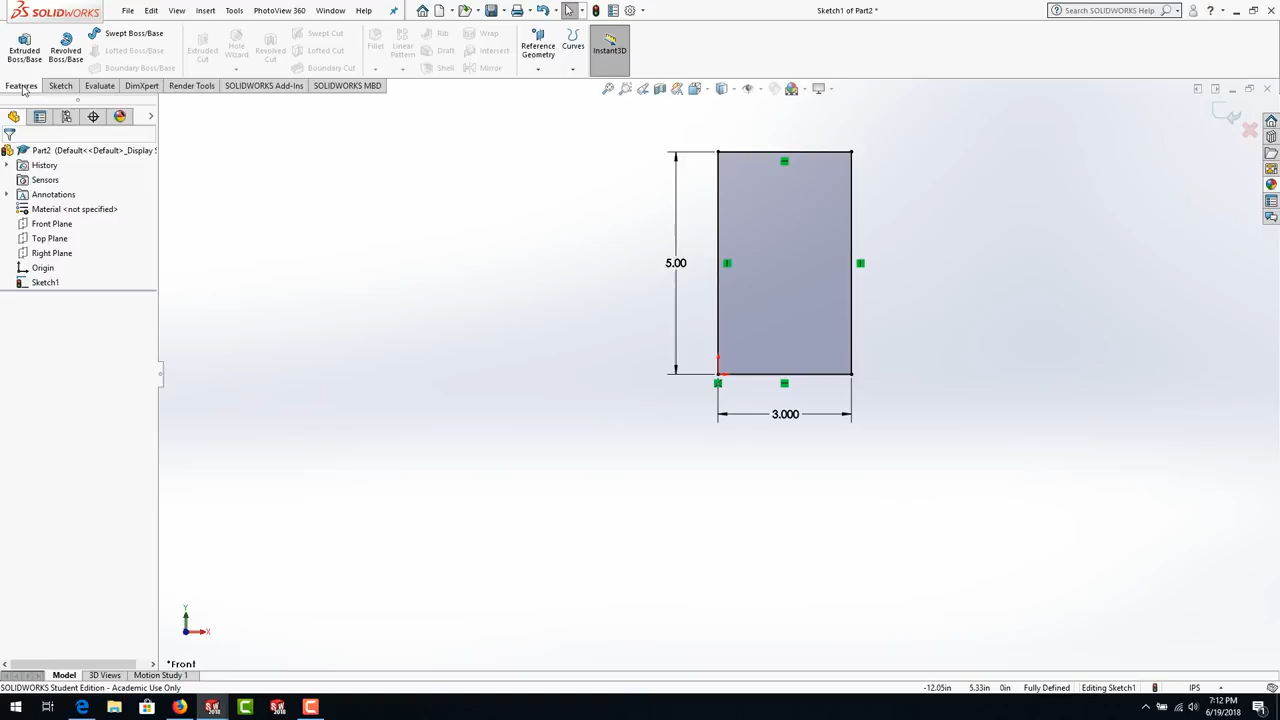 SOLIDWORKS
File Edit View Insert Tools PhotoView 360 Window Help
Sketch1 of Part2 *
Search SOLIDWORKS Help
Extruded Boss/Base
Revolved Boss/Base
Swept Boss/Base
Lofted Boss/Base
Boundary Boss/Base
Extruded Cut
Hole Wizard
Revolved Cut
Swept Cut
Lofted Cut
Boundary Cut
Fillet
Linear Pattern
Rib
Draft
Shell
Wrap
Intersect
Mirror
Reference Geometry
Curves
Instant3D
Features Sketch Evaluate DimXpert Render Tools SOLIDWORKS Add-Ins SOLIDWORKS MBD
Part2 (Default<<Default>_Display S
History
Sensors
Annotations
Material <not specified>
Front Plane
Top Plane
Right Plane
Origin
Sketch1
5.00
3.000
Y
X
*Front
Model 3D Views Motion Study 1
SOLIDWORKS Student Edition - Academic Use Only
-12.05in 5.33in 0in Fully Defined Editing Sketch1 IPS
7:12 PM
6/19/2018